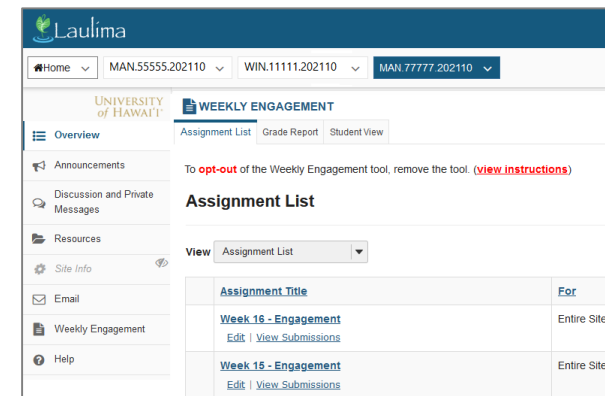 Laulima
Home MAN.55555.202110 WIN.11111.202110 MAN.77777.202110
UNIVERSITY
of HAWAI'I
Overview
Announcements
Discussion and Private
Messages
Resources
Site Info
Email
Weekly Engagement
Help
WEEKLY ENGAGEMENT
Assignment List Grade Report Student View
To opt-out of the Weekly Engagement tool, remove the tool. (view instructions)
Assignment List
View Assignment List
Assignment Title For
Week 16 - Engagement Entire Site
Edit | View Submissions
Week 15 - Engagement Entire Site
Edit | View Submissions